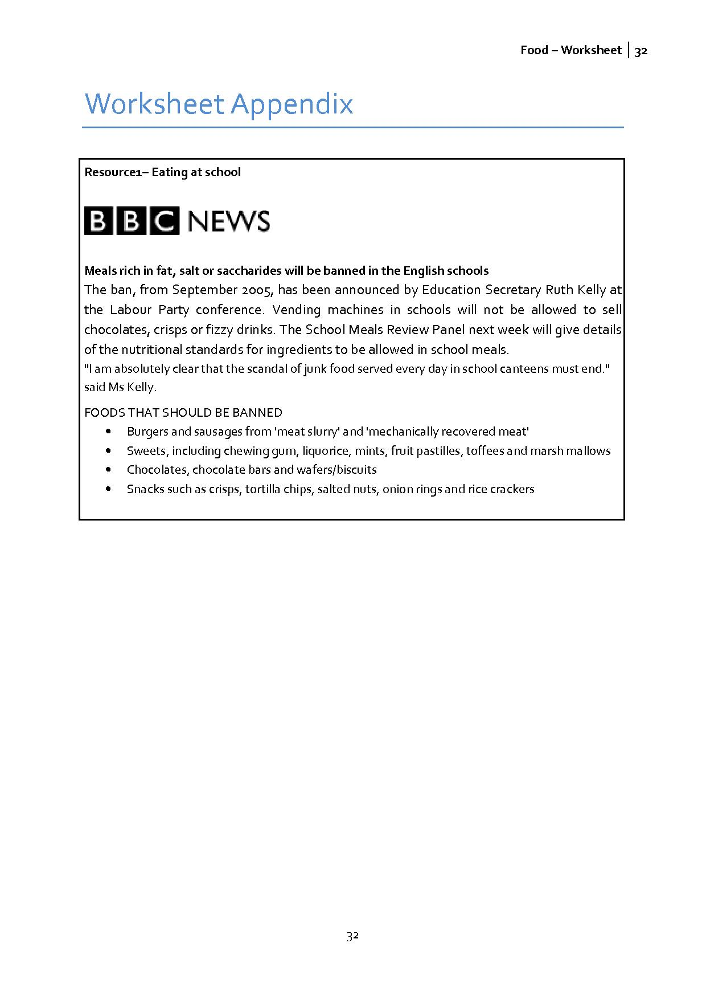 Food – Worksheet | 32
Worksheet Appendix
Resource1– Eating at school
BBC NEWS
Meals rich in fat, salt or saccharides will be banned in the English schools
The ban, from September 2005, has been announced by Education Secretary Ruth Kelly at
the Labour Party conference. Vending machines in schools will not be allowed to sell
chocolates, crisps or fizzy drinks. The School Meals Review Panel next week will give details
of the nutritional standards for ingredients to be allowed in school meals.
"I am absolutely clear that the scandal of junk food served every day in school canteens must end."
said Ms Kelly.
FOODS THAT SHOULD BE BANNED
• Burgers and sausages from 'meat slurry' and 'mechanically recovered meat'
• Sweets, including chewing gum, liquorice, mints, fruit pastilles, toffees and marsh mallows
• Chocolates, chocolate bars and wafers/biscuits
• Snacks such as crisps, tortilla chips, salted nuts, onion rings and rice crackers
32